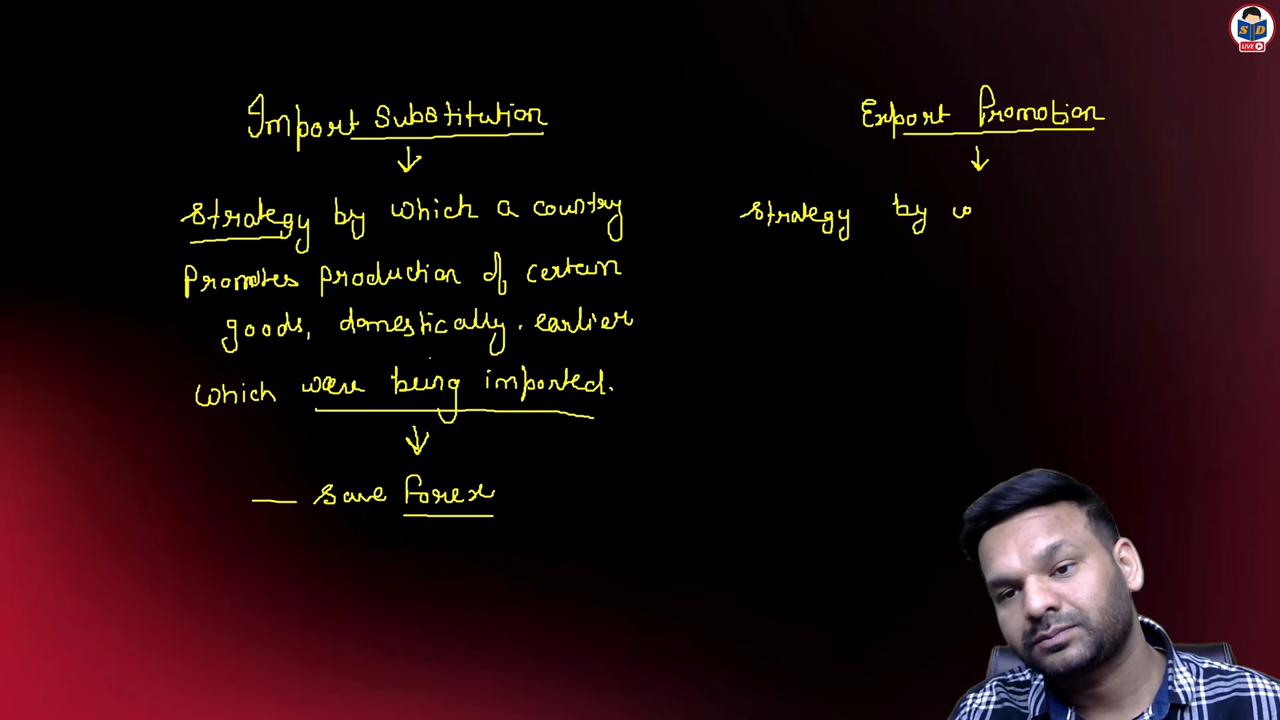 Import Substitution
Strategy by which a country
Promotes production of certain
goods, domestically. earlier
which were being imported.
— save Forex
Export Promotion
Strategy by w
S D
LIVE